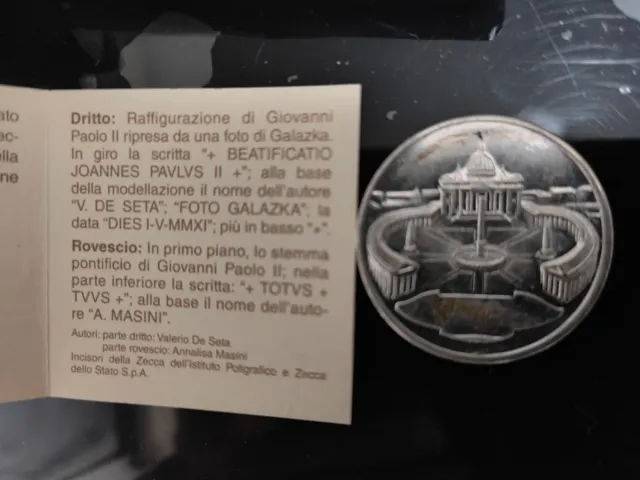 ato
ec-
ella
ne
Dritto: Raffigurazione di Giovanni
Paolo II ripresa da una foto di Galazka.
In giro la scritta "+ BEATIFICATIO
JOANNES PAVLVS II +"; alla base
della modellazione il nome dell'autore
"V. DE SETA"; "FOTO GALAZKA"; la
data "DIES I-V-MMXI"; più in basso "+".
Rovescio: In primo piano, lo stemma
pontificio di Giovanni Paolo II; nella
parte inferiore la scritta: "+ TOTVS +
TVVS +"; alla base il nome dell'auto-
re "A. MASINI".
Autori: parte dritto: Valerio De Seta
parte rovescio: Annalisa Masini
Incisori della Zecca dell'Istituto Poligrafico e Zecca
dello Stato S.p.A.